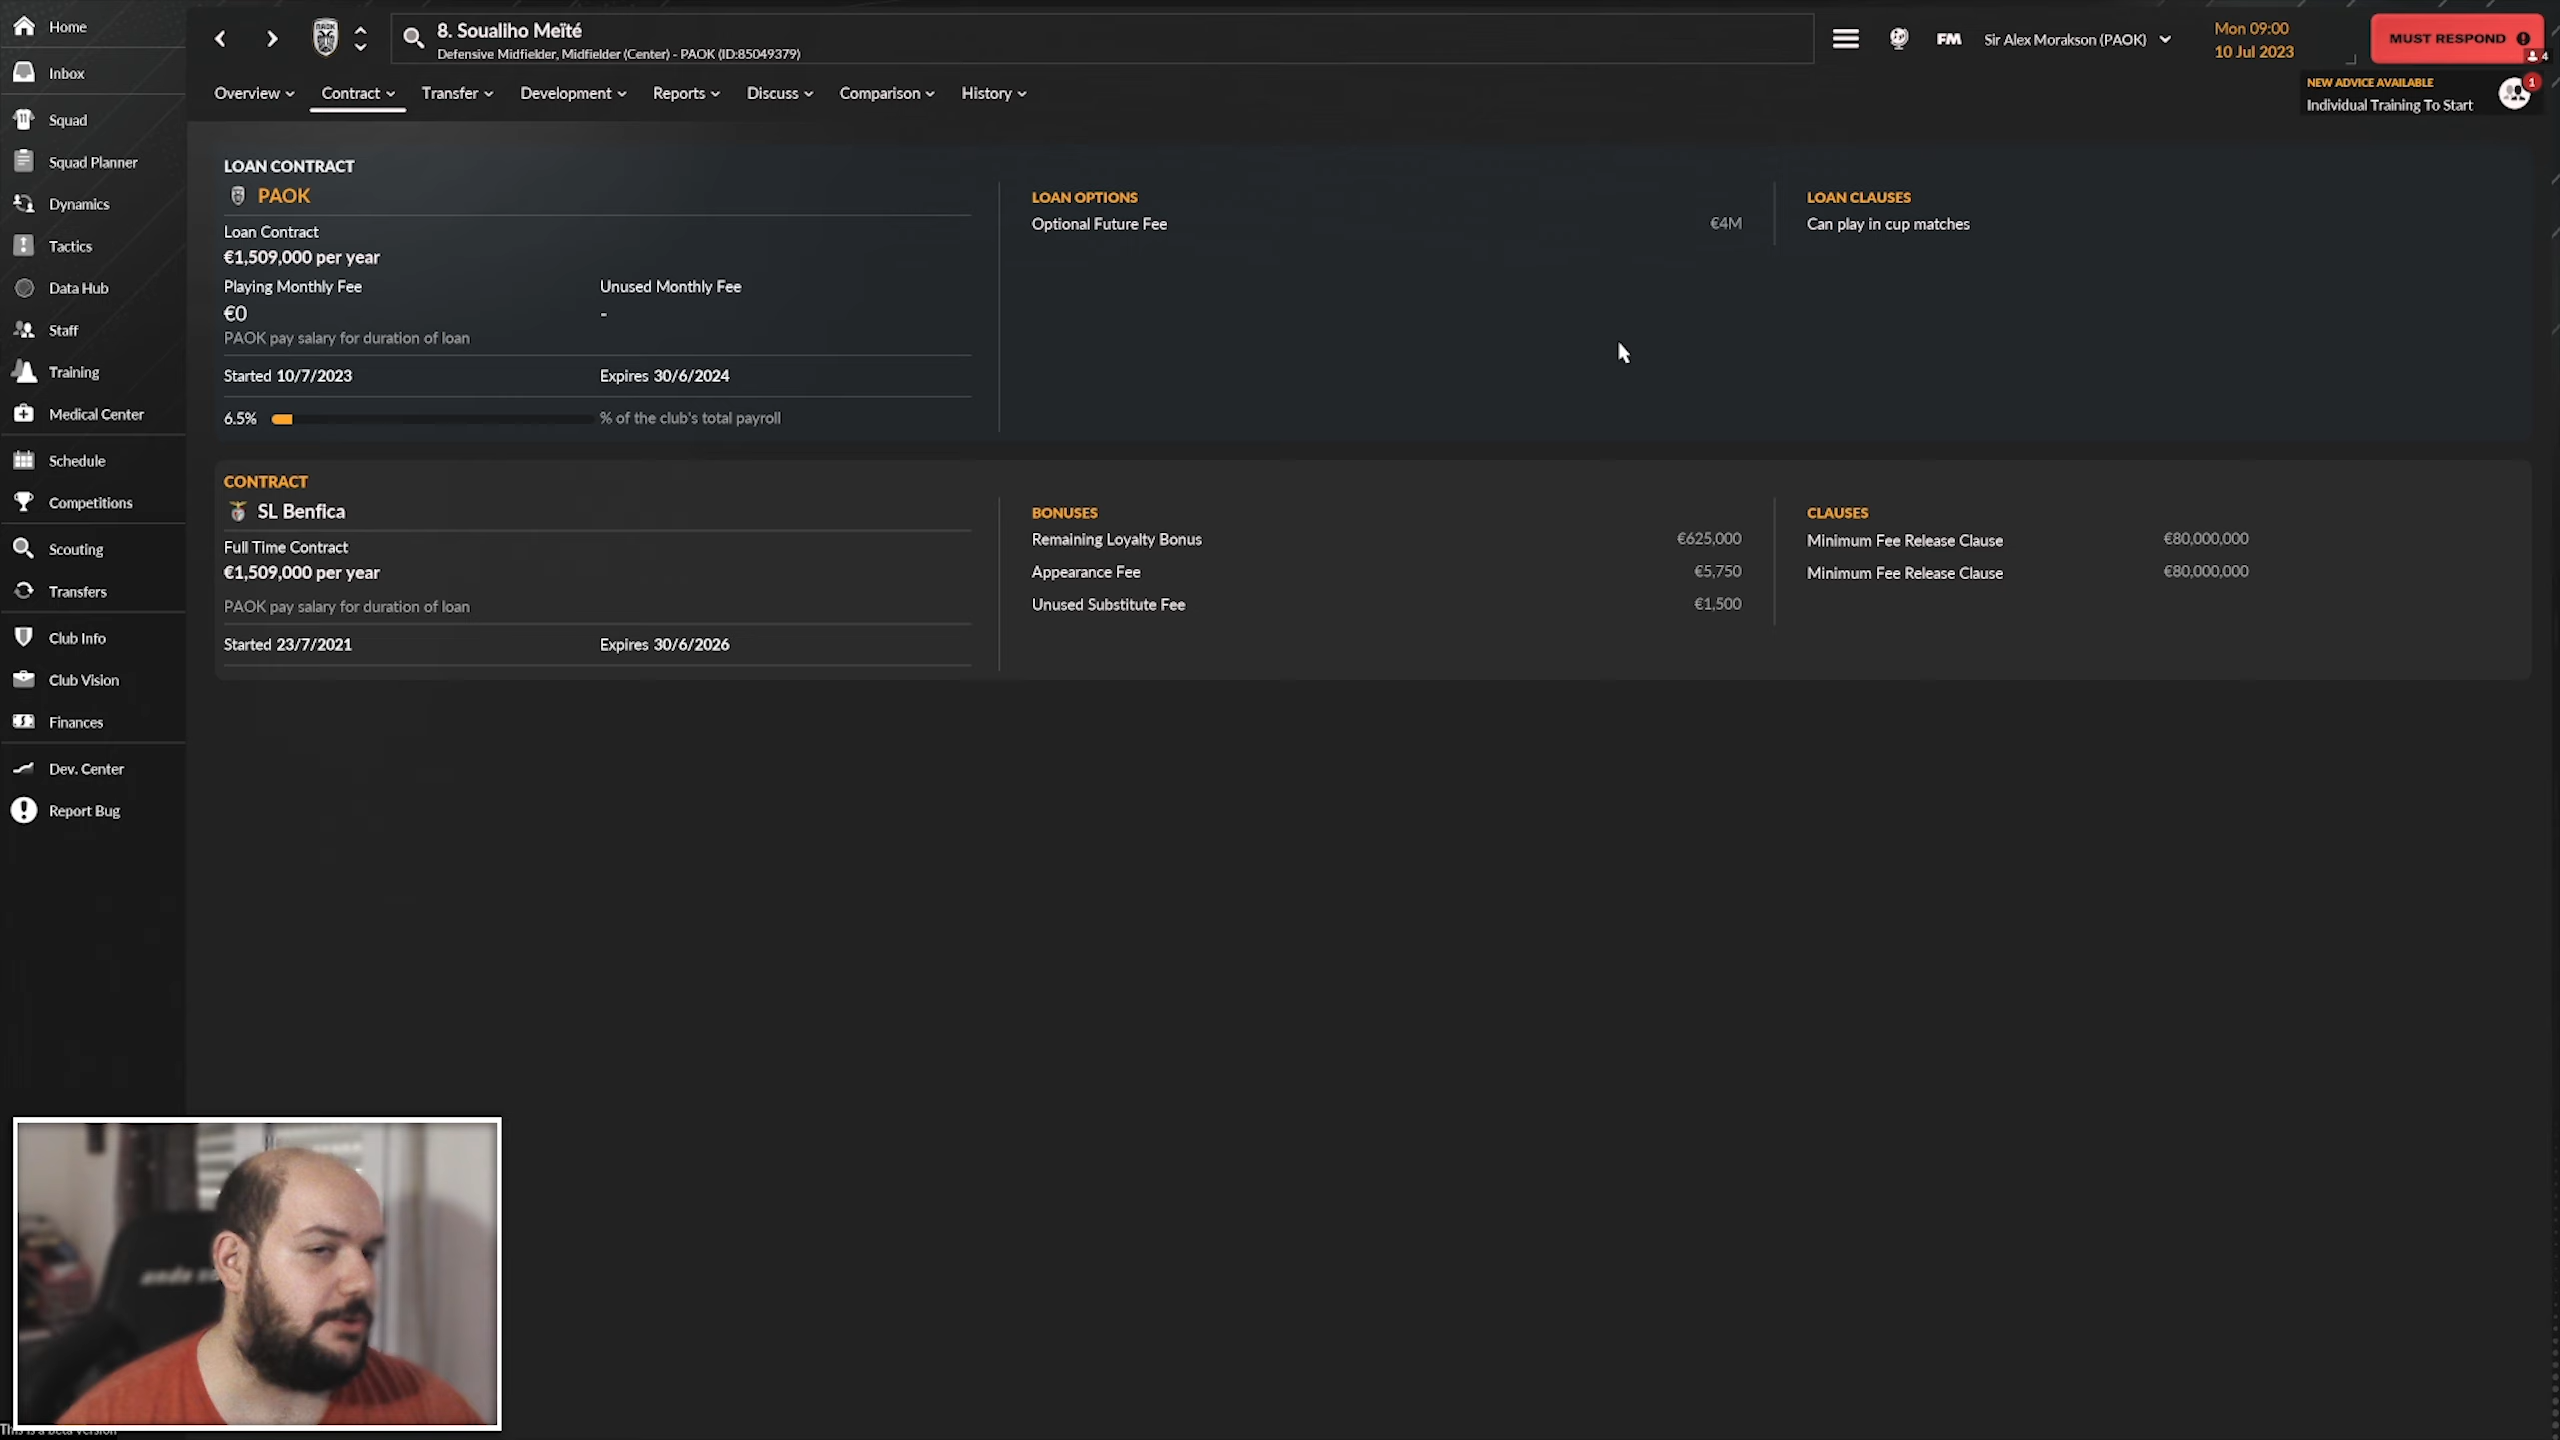 Home
Inbox
Squad
Squad Planner
Dynamics
Tactics
Data Hub
Staff
Training
Medical Center
Schedule
Competitions
Scouting
Transfers
Club Info
Club Vision
Finances
Dev. Center
Report Bug
8. Soualiho Meïté
Defensive Midfielder, Midfielder (Center) - PAOK (ID:85049379)
FM
Sir Alex Morakson (PAOK)
Mon 09:00
10 Jul 2023
MUST RESPOND
4
Overview
Contract
Transfer
Development
Reports
Discuss
Comparison
History
NEW ADVICE AVAILABLE
Individual Training To Start
1
LOAN CONTRACT
PAOK
Loan Contract
€1,509,000 per year
Playing Monthly Fee
Unused Monthly Fee
€0
-
PAOK pay salary for duration of loan
Started 10/7/2023
Expires 30/6/2024
6.5%
% of the club's total payroll
LOAN OPTIONS
Optional Future Fee
€4M
LOAN CLAUSES
Can play in cup matches
CONTRACT
SL Benfica
Full Time Contract
€1,509,000 per year
PAOK pay salary for duration of loan
Started 23/7/2021
Expires 30/6/2026
BONUSES
Remaining Loyalty Bonus
€625,000
Appearance Fee
€5,750
Unused Substitute Fee
€1,500
CLAUSES
Minimum Fee Release Clause
€80,000,000
Minimum Fee Release Clause
€80,000,000
This is a beta version